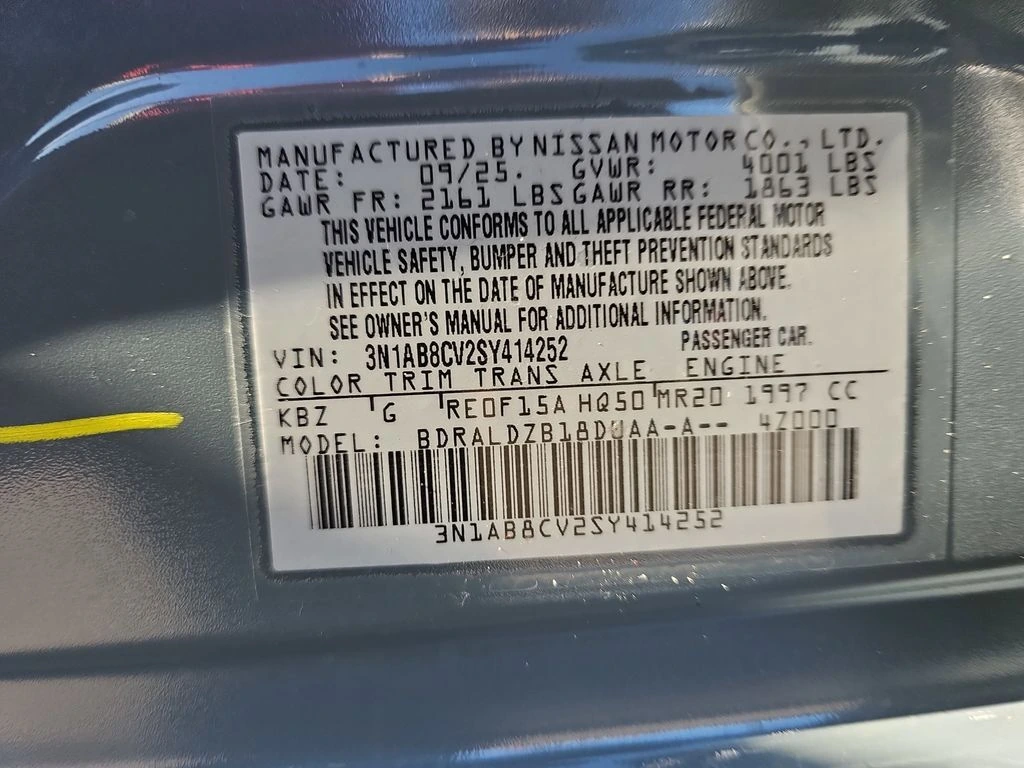 MANUFACTURED BY NISSAN MOTOR CO., LTD.
DATE: 09/25. GVWR: 4001 LBS
GAWR FR: 2161 LBS GAWR RR: 1863 LBS
THIS VEHICLE CONFORMS TO ALL APPLICABLE FEDERAL MOTOR
VEHICLE SAFETY, BUMPER AND THEFT PREVENTION STANDARDS
IN EFFECT ON THE DATE OF MANUFACTURE SHOWN ABOVE.
SEE OWNER'S MANUAL FOR ADDITIONAL INFORMATION.
VIN: 3N1AB8CV2SY414252 PASSENGER CAR.
COLOR TRIM TRANS AXLE ENGINE
KBZ G RE0F15A HQ50 MR20 1997 CC
MODEL: BDRALDZB18DUAA-A-- 4Z000
3N1AB8CV2SY414252